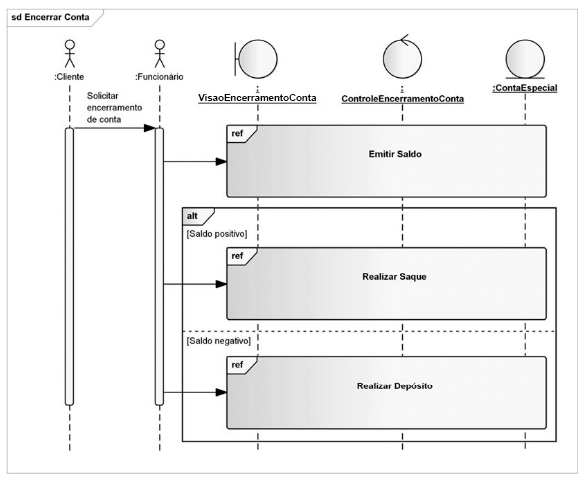 sd Encerrar Conta
:Cliente
:Funcionário
:
VisaoEncerramentoConta
:
ControleEncerramentoConta
:ContaEspecial
Solicitar
encerramento
de conta
ref
Emitir Saldo
alt
[Saldo positivo]
ref
Realizar Saque
[Saldo negativo]
ref
Realizar Depósito